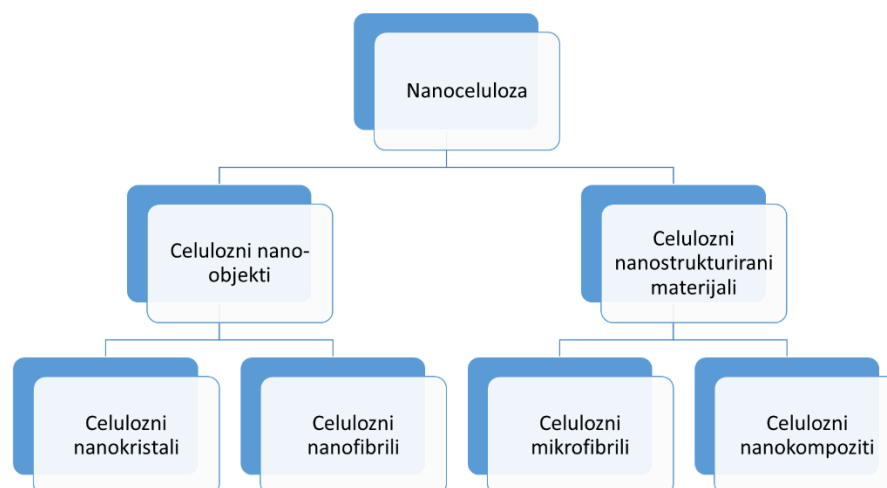 Nanoceluloza
Celulozni nano-
objekti
Celulozni
nanostrukturirani
materijali
Celulozni
nanokristali
Celulozni
nanofibrili
Celulozni
mikrofibrili
Celulozni
nanokompoziti